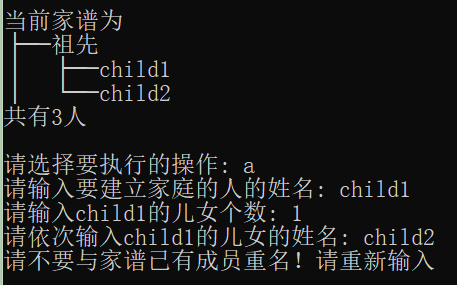 当前家谱为
├──祖先
│   ├──child1
│   └──child2
共有3人
请选择要执行的操作: a
请输入要建立家庭的人的姓名: child1
请输入child1的儿女个数: 1
请依次输入child1的儿女的姓名: child2
请不要与家谱已有成员重名! 请重新输入